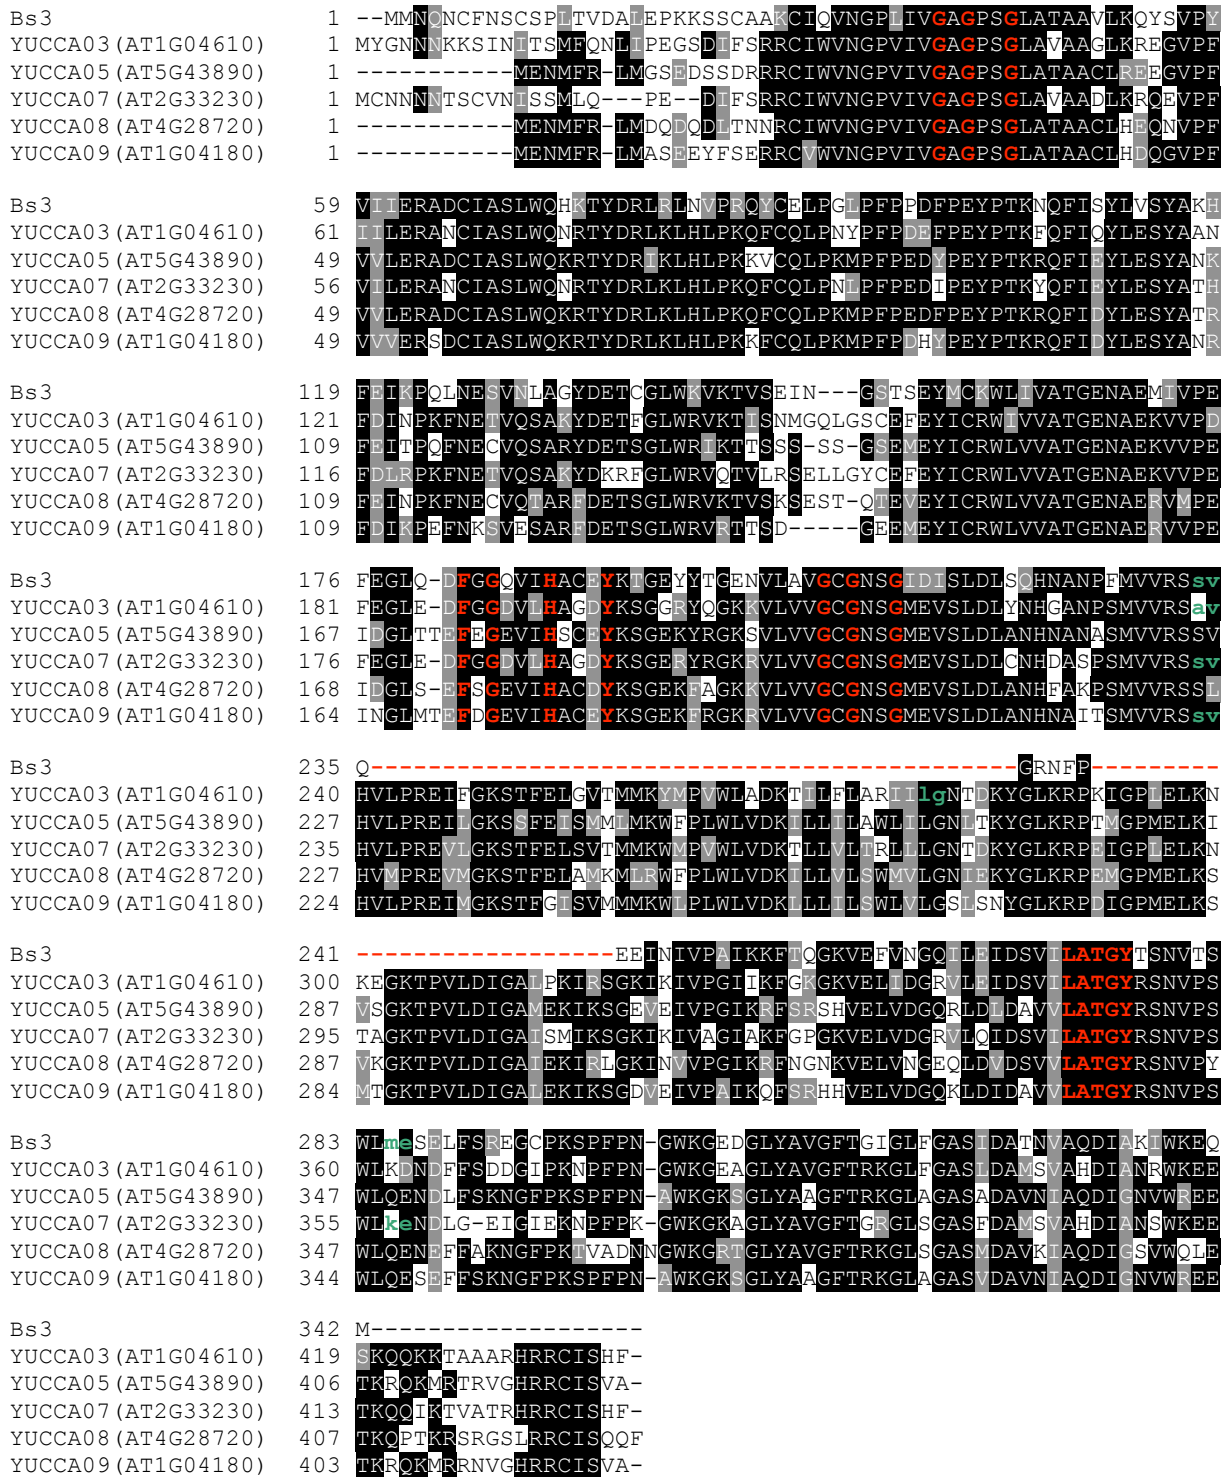 Bs3 1 --MMNQNCFNSCSPLTVDALEPKKSSCAAKCIQVNGPLIVGAGPSGLATAAVLKQYSVPY
YUCCA03(AT1G04610) 1 MYGNNNKKSINITSMFQNLIPEGSDIFSRRCIWVNGPVIVGAGPSGLAVAAGLKREGVPF
YUCCA05(AT5G43890) 1 -----------MENMFR-LMGSEDSSDRRRCIWVNGPVIVGAGPSGLATAACLREEGVPF
YUCCA07(AT2G33230) 1 MCNNNNTSCVNISSMLQ---PE--DIFSRRCIWVNGPVIVGAGPSGLAVAADLKRQEVPF
YUCCA08(AT4G28720) 1 -----------MENMFR-LMDQDQDLTNNRCIWVNGPVIVGAGPSGLATAACLHEQNVPF
YUCCA09(AT1G04180) 1 -----------MENMFR-LMASEEYFSERRCVWVNGPVIVGAGPSGLATAACLHDQGVPF
Bs3 59 VIIERADCIASLWQHKTYDRLRLNVPRQYCELPGLPFPPDFPEYPTKNQFISYLVSYAKH
YUCCA03(AT1G04610) 61 IILERANCIASLWQNRTYDRLKLHLPKQFCQLPNYPFPDEFPEYPTKFQFIQYLESYAAN
YUCCA05(AT5G43890) 49 VVLERADCIASLWQKRTYDRIKLHLPKKVCQLPKMPFPEDYPEYPTKRQFIEYLESYANK
YUCCA07(AT2G33230) 56 VILERANCIASLWQNRTYDRLKLHLPKQFCQLPNLPFPEDIPEYPTKYQFIEYLESYATH
YUCCA08(AT4G28720) 49 VVLERADCIASLWQKRTYDRLKLHLPKQFCQLPKMPFPEDFPEYPTKRQFIDYLESYATR
YUCCA09(AT1G04180) 49 VVVERSDCIASLWQKRTYDRLKLHLPKKFCQLPKMPFPDHYPEYPTKRQFIDYLESYANR
Bs3 119 FEIKPQLNESVNLAGYDETCGLWKVKTVSEIN---GSTSEYMCKWLIVATGENAEMIVPE
YUCCA03(AT1G04610) 121 FDINPKFNETVQSAKYDETFGLWRVKTISNMGQLGSCEFEYICRWIVVATGENAEKVVPD
YUCCA05(AT5G43890) 109 FEITPQFNECVQSARYDETSGLWRIKTTSSS-SS-GSEMEYICRWLVVATGENAEKVVPE
YUCCA07(AT2G33230) 116 FDLRPKFNETVQSAKYDKRFGLWRVQTVLRSELLGYCEFEYICRWLVVATGENAEKVVPE
YUCCA08(AT4G28720) 109 FEINPKFNECVQTARFDETSGLWRVKTVSKSEST-QTEVEYICRWLVVATGENAERVMPE
YUCCA09(AT1G04180) 109 FDIKPEFNKSVESARFDETSGLWRVRTTSD-----GEEMEYICRWLVVATGENAERVVPE
Bs3 176 FEGLQ-DFGGQVIHACEYKTGEYYTGENVLAVGCGNSGIDISLDLSQHNANPFMVVRSsv
YUCCA03(AT1G04610) 181 FEGLE-DFGGDVLHAGDYKSGGRYQGKKVLVVGCGNSGMEVSLDLYNHGANPSMVVRSav
YUCCA05(AT5G43890) 167 IDGLTTEFEGEVIHSCEYKSGEKYRGKSVLVVGCGNSGMEVSLDLANHNANASMVVRSSV
YUCCA07(AT2G33230) 176 FEGLE-DFGGDVLHAGDYKSGERYRGKRVLVVGCGNSGMEVSLDLCNHDASPSMVVRSsv
YUCCA08(AT4G28720) 168 IDGLS-EFSGEVIHACDYKSGEKFAGKKVLVVGCGNSGMEVSLDLANHFAKPSMVVRSSL
YUCCA09(AT1G04180) 164 INGLMTEFDGEVIHACEYKSGEKFRGKRVLVVGCGNSGMEVSLDLANHNAITSMVVRSsv
Bs3 235 Q---------------------------------------------GRNFP---------
YUCCA03(AT1G04610) 240 HVLPREIFGKSTFELGVTMMKYMPVWLADKTILFLARIIlgNTDKYGLKRPKIGPLELKN
YUCCA05(AT5G43890) 227 HVLPREILGKSSFEISMMLMKWFPLWLVDKILLILAWLILGNLTKYGLKRPTMGPMELKI
YUCCA07(AT2G33230) 235 HVLPREVLGKSTFELSVTMMKWMPVWLVDKTLLVLTRLLLGNTDKYGLKRPEIGPLELKN
YUCCA08(AT4G28720) 227 HVMPREVMGKSTFELAMKMLRWFPLWLVDKILLVLSWMVLGNIEKYGLKRPEMGPMELKS
YUCCA09(AT1G04180) 224 HVLPREIMGKSTFGISVMMMKWLPLWLVDKLLLILSWLVLGSLSNYGLKRPDIGPMELKS
Bs3 241 ------------------EEINIVPAIKKFTQGKVEFVNGQILEIDSVILATGYTSNVTS
YUCCA03(AT1G04610) 300 KEGKTPVLDIGALPKIRSGKIKIVPGIIKFGKGKVELIDGRVLEIDSVILATGYRSNVPS
YUCCA05(AT5G43890) 287 VSGKTPVLDIGAMEKIKSGEVEIVPGIKRFSRSHVELVDGQRLDLDAVVLATGYRSNVPS
YUCCA07(AT2G33230) 295 TAGKTPVLDIGAISMIKSGKIKIVAGIAKFGPGKVELVDGRVLQIDSVILATGYRSNVPS
YUCCA08(AT4G28720) 287 VKGKTPVLDIGAIEKIRLGKINVVPGIKRFNGNKVELVNGEQLDVDSVVLATGYRSNVPY
YUCCA09(AT1G04180) 284 MTGKTPVLDIGALEKIKSGDVEIVPAIKQFSRHHVELVDGQKLDIDAVVLATGYRSNVPS
Bs3 283 WLmeSELFSREGCPKSPFPN-GWKGEDGLYAVGFTGIGLFGASIDATNVAQDIAKIWKEQ
YUCCA03(AT1G04610) 360 WLKDNDFFSDDGIPKNPFPN-GWKGEAGLYAVGFTRKGLFGASLDAMSVAHDIANRWKEE
YUCCA05(AT5G43890) 347 WLQENDLFSKNGFPKSPFPN-AWKGKSGLYAAGFTRKGLAGASADAVNIAQDIGNVWREE
YUCCA07(AT2G33230) 355 WLkeNDLG-EIGIEKNPFPK-GWKGKAGLYAVGFTGRGLSGASFDAMSVAHDIANSWKEE
YUCCA08(AT4G28720) 347 WLQENEFFAKNGFPKTVADNNGWKGRTGLYAVGFTRKGLSGASMDAVKIAQDIGSVWQLE
YUCCA09(AT1G04180) 344 WLQESEFFSKNGFPKSPFPN-AWKGKSGLYAAGFTRKGLAGASVDAVNIAQDIGNVWREE
Bs3 342 M-------------------
YUCCA03(AT1G04610) 419 SKQQKKTAAARHRRCISHF-
YUCCA05(AT5G43890) 406 TKRQKMRTRVGHRRCISVA-
YUCCA07(AT2G33230) 413 TKQQIKTVATRHRRCISHF-
YUCCA08(AT4G28720) 407 TKQPTKRSRGSLRRCISQQF
YUCCA09(AT1G04180) 403 TKRQKMRRNVGHRRCISVA-